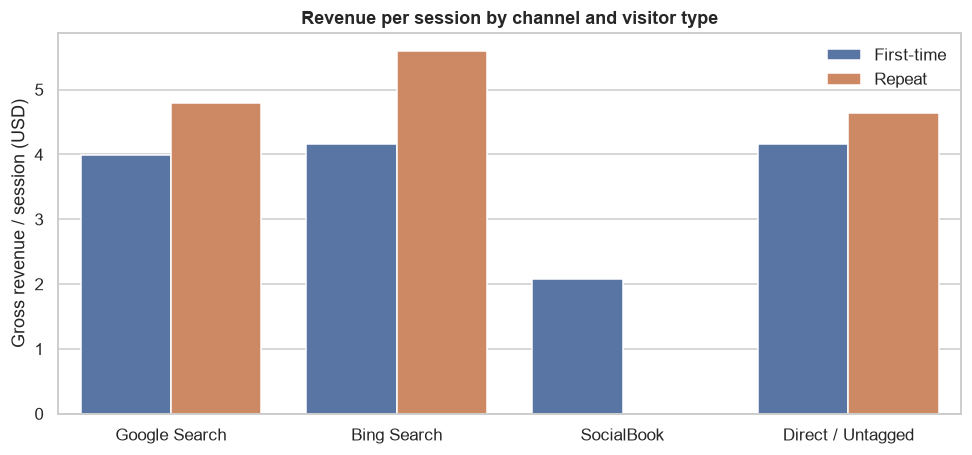 Revenue per session by channel and visitor type
Gross revenue / session (USD)
5
4
3
2
1
0
First-time
Repeat
Google Search
Bing Search
SocialBook
Direct / Untagged